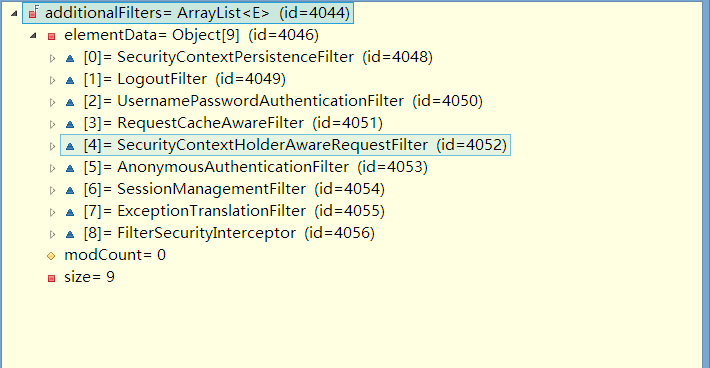 additionalFilters= ArrayList<E> (id=4044)
elementData= Object[9] (id=4046)
[0]= SecurityContextPersistenceFilter (id=4048)
[1]= LogoutFilter (id=4049)
[2]= UsernamePasswordAuthenticationFilter (id=4050)
[3]= RequestCacheAwareFilter (id=4051)
[4]= SecurityContextHolderAwareRequestFilter (id=4052)
[5]= AnonymousAuthenticationFilter (id=4053)
[6]= SessionManagementFilter (id=4054)
[7]= ExceptionTranslationFilter (id=4055)
[8]= FilterSecurityInterceptor (id=4056)
modCount= 0
size= 9